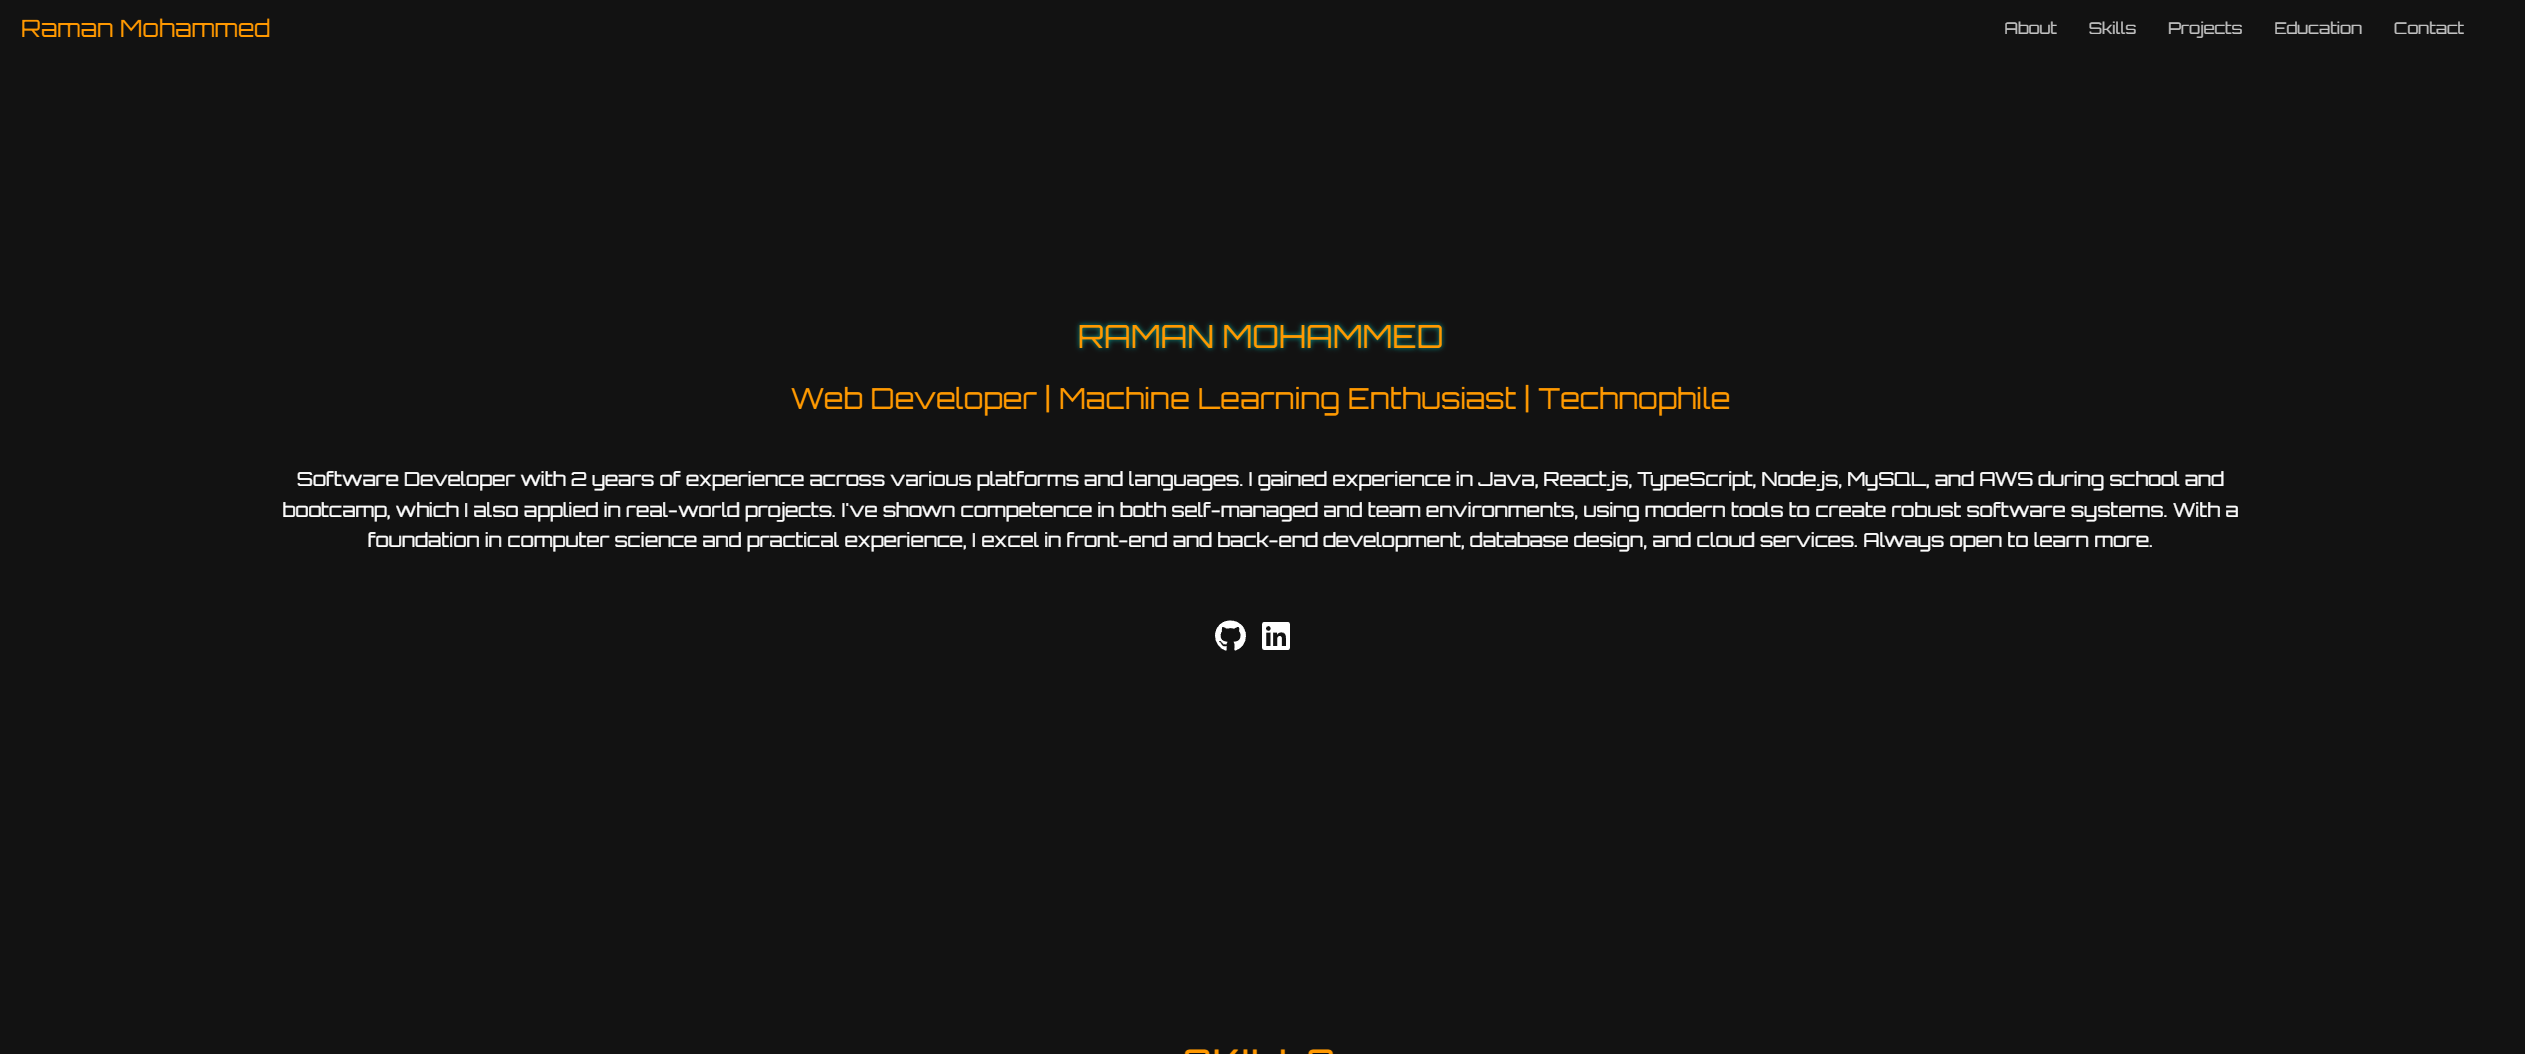 Raman Mohammed
About Skills Projects Education Contact
RAMAN MOHAMMED
Web Developer | Machine Learning Enthusiast | Technophile
Software Developer with 2 years of experience across various platforms and languages. I gained experience in Java, React.js, TypeScript, Node.js, MySQL, and AWS during school and
bootcamp, which I also applied in real-world projects. I've shown competence in both self-managed and team environments, using modern tools to create robust software systems. With a
foundation in computer science and practical experience, I excel in front-end and back-end development, database design, and cloud services. Always open to learn more.
in
SKILLS